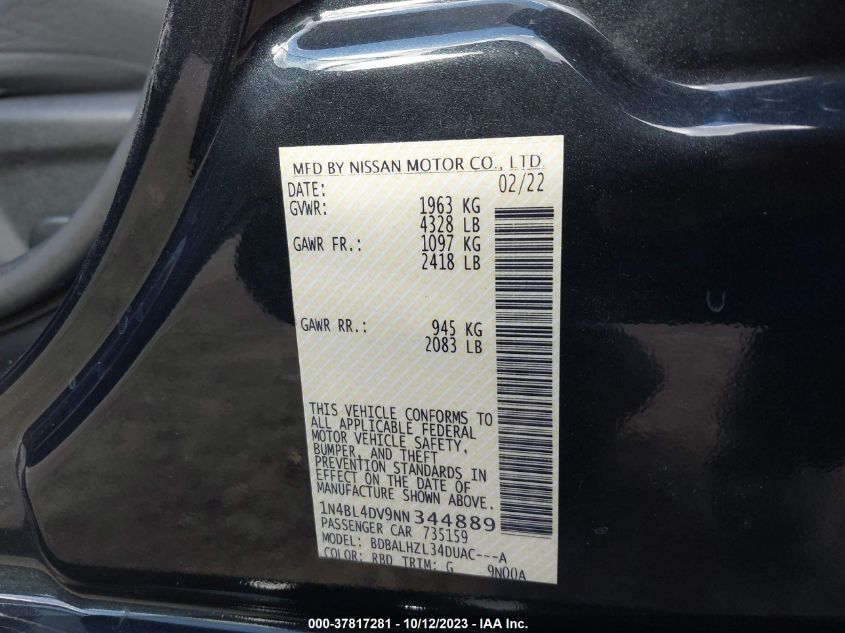 MFD BY NISSAN MOTOR CO., LTD.
DATE: 02/22
GVWR: 1963 KG
4328 LB
GAWR FR.: 1097 KG
2418 LB
GAWR RR.: 945 KG
2083 LB
THIS VEHICLE CONFORMS TO
ALL APPLICABLE FEDERAL
MOTOR VEHICLE SAFETY,
BUMPER, AND THEFT
PREVENTION STANDARDS IN
EFFECT ON THE DATE OF
MANUFACTURE SHOWN ABOVE.
1N4BL4DV9NN344889
PASSENGER CAR 735159
MODEL: BDBALHZL34DUAC---A
COLOR: RBD TRIM: G 9N00A
000-37817281 - 10/12/2023 - IAA Inc.